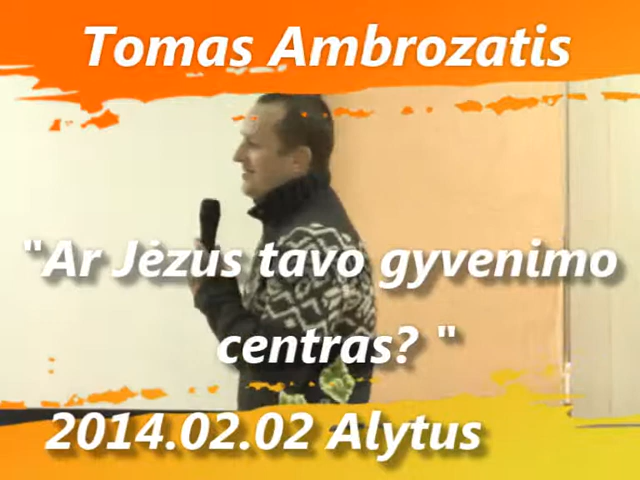 Tomas Ambrozatis
"Ar Jėzus tavo gyvenimo
centras? "
2014.02.02 Alytus